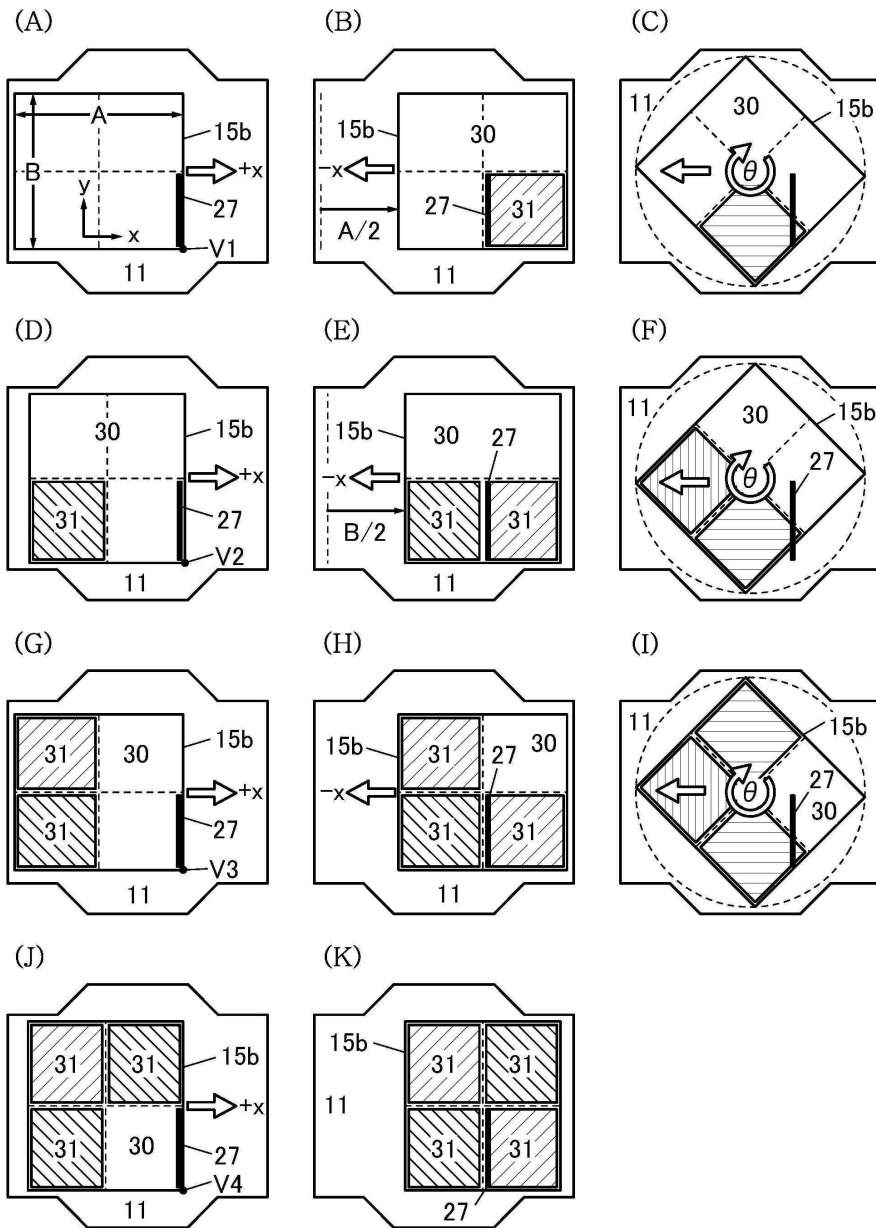 (A)
A
B
y
x
15b
+x
27
V1
11
(B)
15b
30
-x
27
31
A/2
11
(C)
11
30
15b
θ
(D)
30
15b
+x
31
27
V2
11
(E)
15b
30
27
-x
31
31
B/2
11
(F)
11
30
15b
27
θ
(G)
31
30
15b
+x
31
27
V3
11
(H)
15b
31
27
30
-x
31
31
11
(I)
11
15b
27
θ
30
(J)
31
31
15b
+x
31
30
27
V4
11
(K)
15b
31
31
11
31
31
27